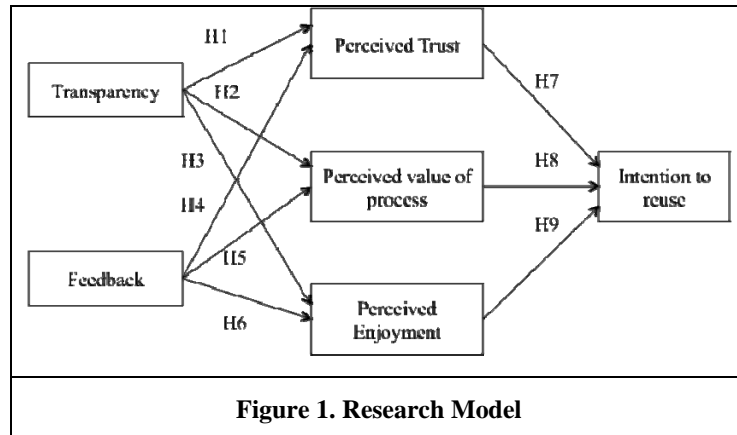 H1
Perceived Trust
H7
Transparency
H2
H3
Perceived value of
process
H8
Intention to
reuse
H4
H9
Feedback
H5
Perceived
Enjoyment
H6
Figure 1. Research Model